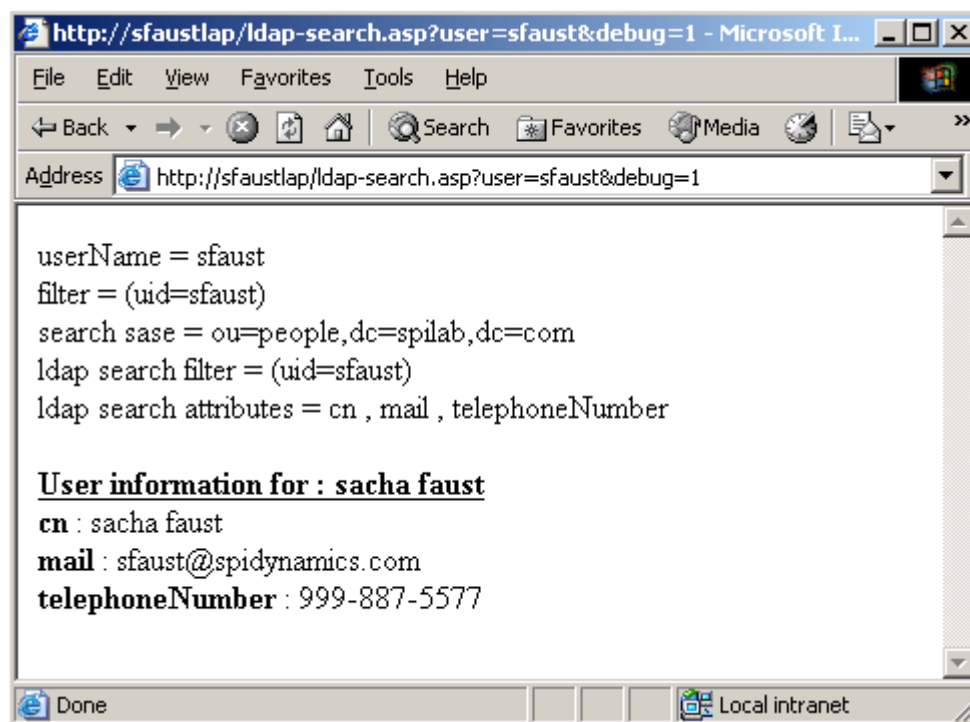 http://sfaustlap/ldap-search.asp?user=sfaust&debug=1 - Microsoft I...
File Edit View Favorites Tools Help
Back Search Favorites Media »
Address http://sfaustlap/ldap-search.asp?user=sfaust&debug=1
userName = sfaust
filter = (uid=sfaust)
search sase = ou=people,dc=spilab,dc=com
ldap search filter = (uid=sfaust)
ldap search attributes = cn , mail , telephoneNumber
User information for : sacha faust
cn : sacha faust
mail : sfaust@spidynamics.com
telephoneNumber : 999-887-5577
Done Local intranet